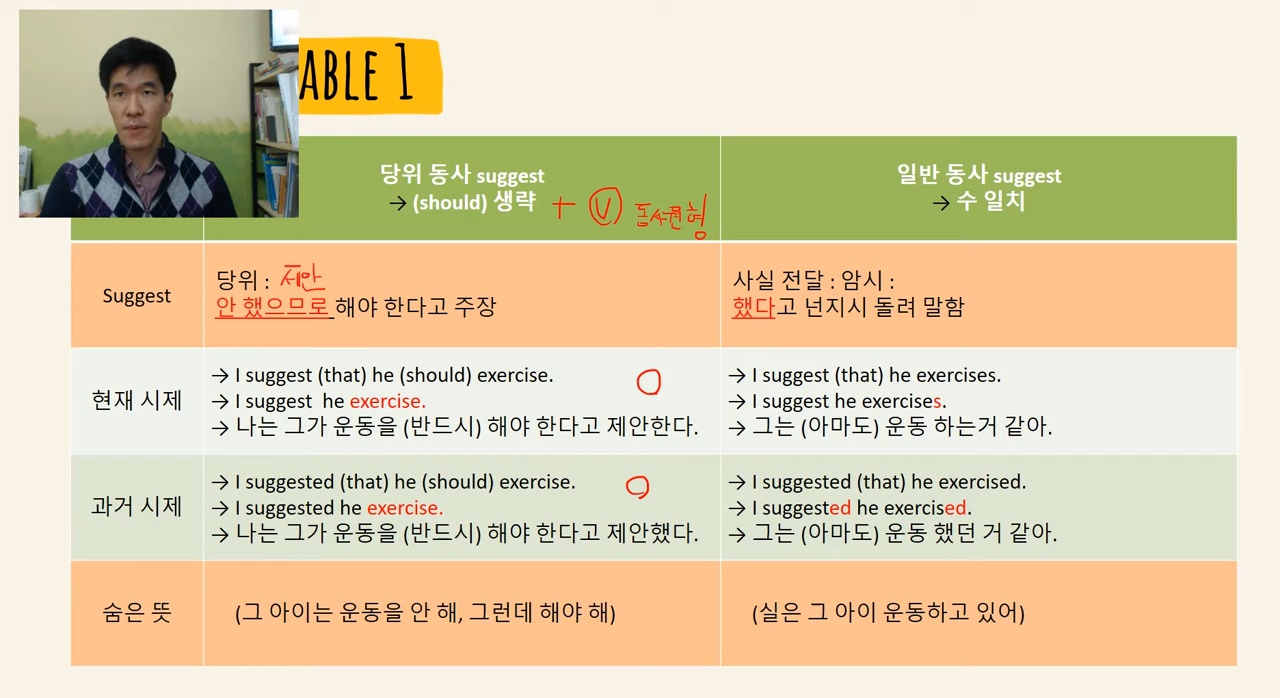 ABLE 1
당위 동사 suggest
→ (should) 생략 + Ⓥ 동사원형
일반 동사 suggest
→ 수 일치
Suggest
당위 : 제안
안 했으므로 해야 한다고 주장
사실 전달 : 암시 :
했다고 넌지시 돌려 말함
현재 시제
→ I suggest (that) he (should) exercise.
→ I suggest he exercise.
→ 나는 그가 운동을 (반드시) 해야 한다고 제안한다.
→ I suggest (that) he exercises.
→ I suggest he exercises.
→ 그는 (아마도) 운동 하는거 같아.
과거 시제
→ I suggested (that) he (should) exercise.
→ I suggested he exercise.
→ 나는 그가 운동을 (반드시) 해야 한다고 제안했다.
→ I suggested (that) he exercised.
→ I suggested he exercised.
→ 그는 (아마도) 운동 했던 거 같아.
숨은 뜻
(그 아이는 운동을 안 해, 그런데 해야 해)
(실은 그 아이 운동하고 있어)